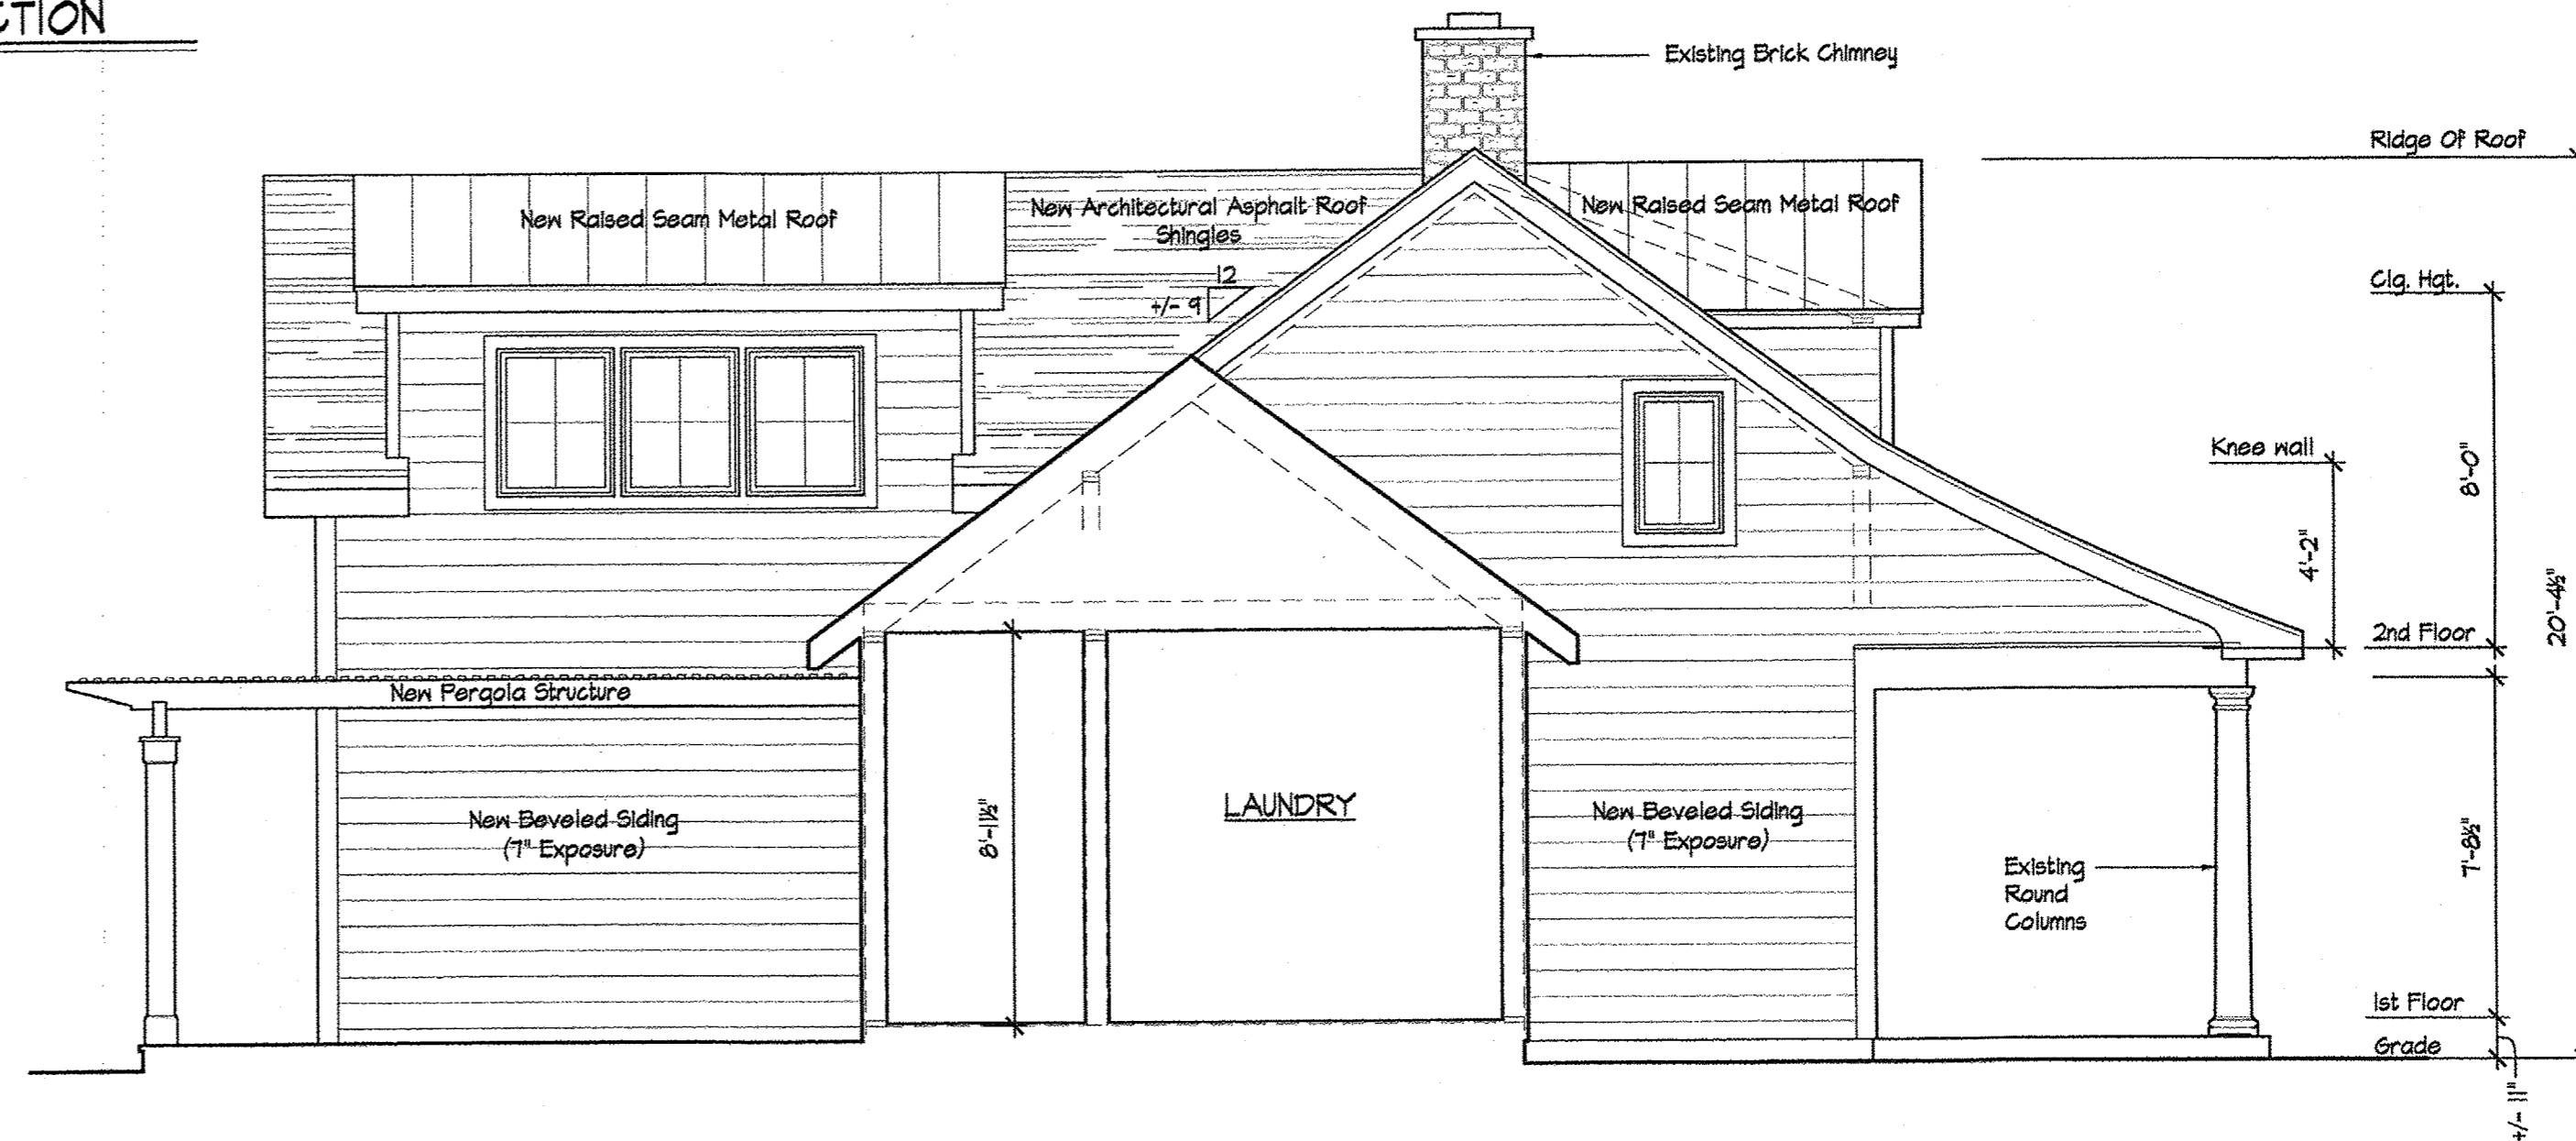 CTION
Existing Brick Chimney
Ridge Of Roof
New Raised Seam Metal Roof
New Architectural Asphalt Roof
Shingles
New Raised Seam Metal Roof
12
+/- 9
Clg. Hgt.
Knee wall
8'-0"
4'-2"
20'-4½"
2nd Floor
New Pergola Structure
New Beveled Siding
(7" Exposure)
8'-1½"
LAUNDRY
New Beveled Siding
(7" Exposure)
Existing
Round
Columns
7'-8½"
1st Floor
Grade
+/- 11"